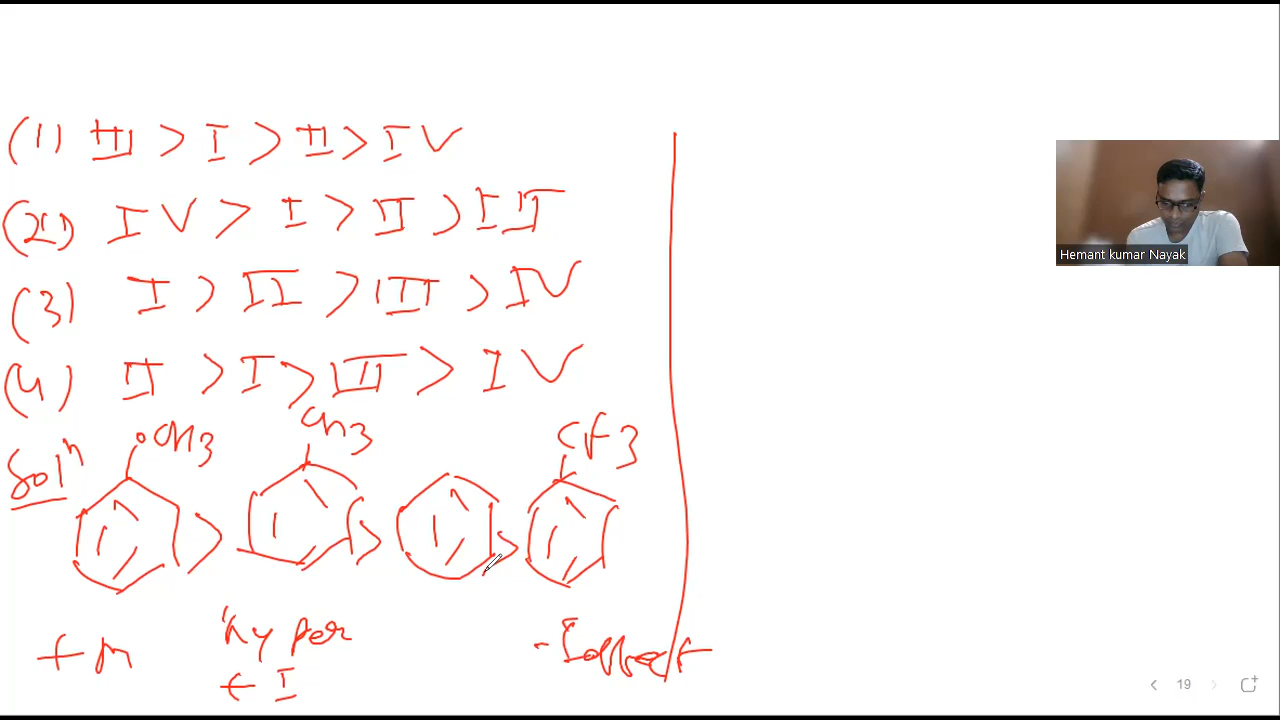 (1) III > I > II > IV
(2) IV > I > II > III
(3) I > II > III > IV
(4) II > I > III > IV
OCH3 CH3 CF3
Solⁿ > > >
+ m hyper - I effect
+ I
Hemant kumar Nayak
19